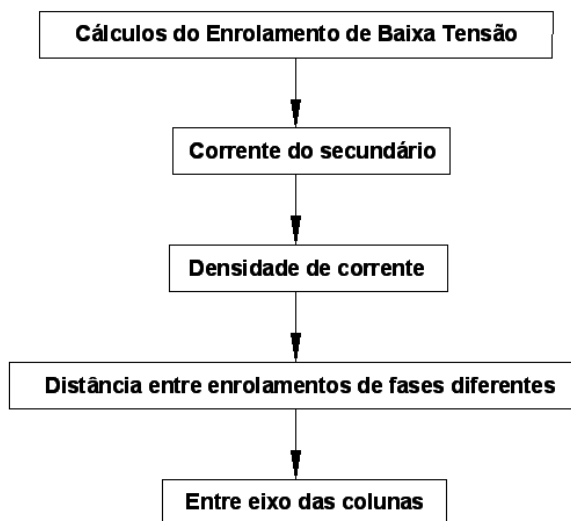 Cálculos do Enrolamento de Baixa Tensão
Corrente do secundário
Densidade de corrente
Distância entre enrolamentos de fases diferentes
Entre eixo das colunas